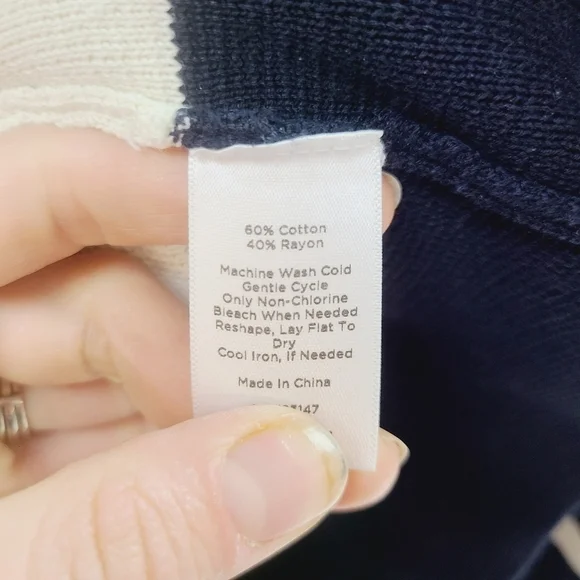 60% Cotton
40% Rayon
Machine Wash Cold
Gentle Cycle
Only Non-Chlorine
Bleach When Needed
Reshape, Lay Flat To
Dry
Cool Iron, If Needed
Made In China